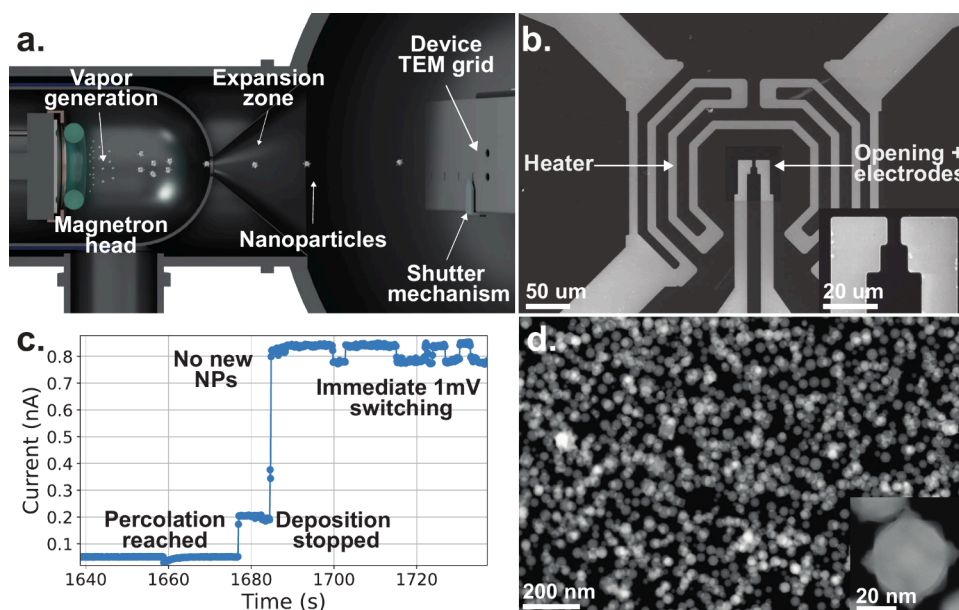 a.
Vapor
generation
Expansion
zone
Device
TEM grid
Magnetron
head
Nanoparticles
Shutter
mechanism
b.
Heater
Opening +
electrodes
50 um
20 um
c.
No new
NPs
Immediate 1mV
switching
Percolation
reached
Deposition
stopped
Current (nA)
0.8
0.7
0.6
0.5
0.4
0.3
0.2
0.1
1640
1660
1680
1700
1720
Time (s)
d.
200 nm
20 nm